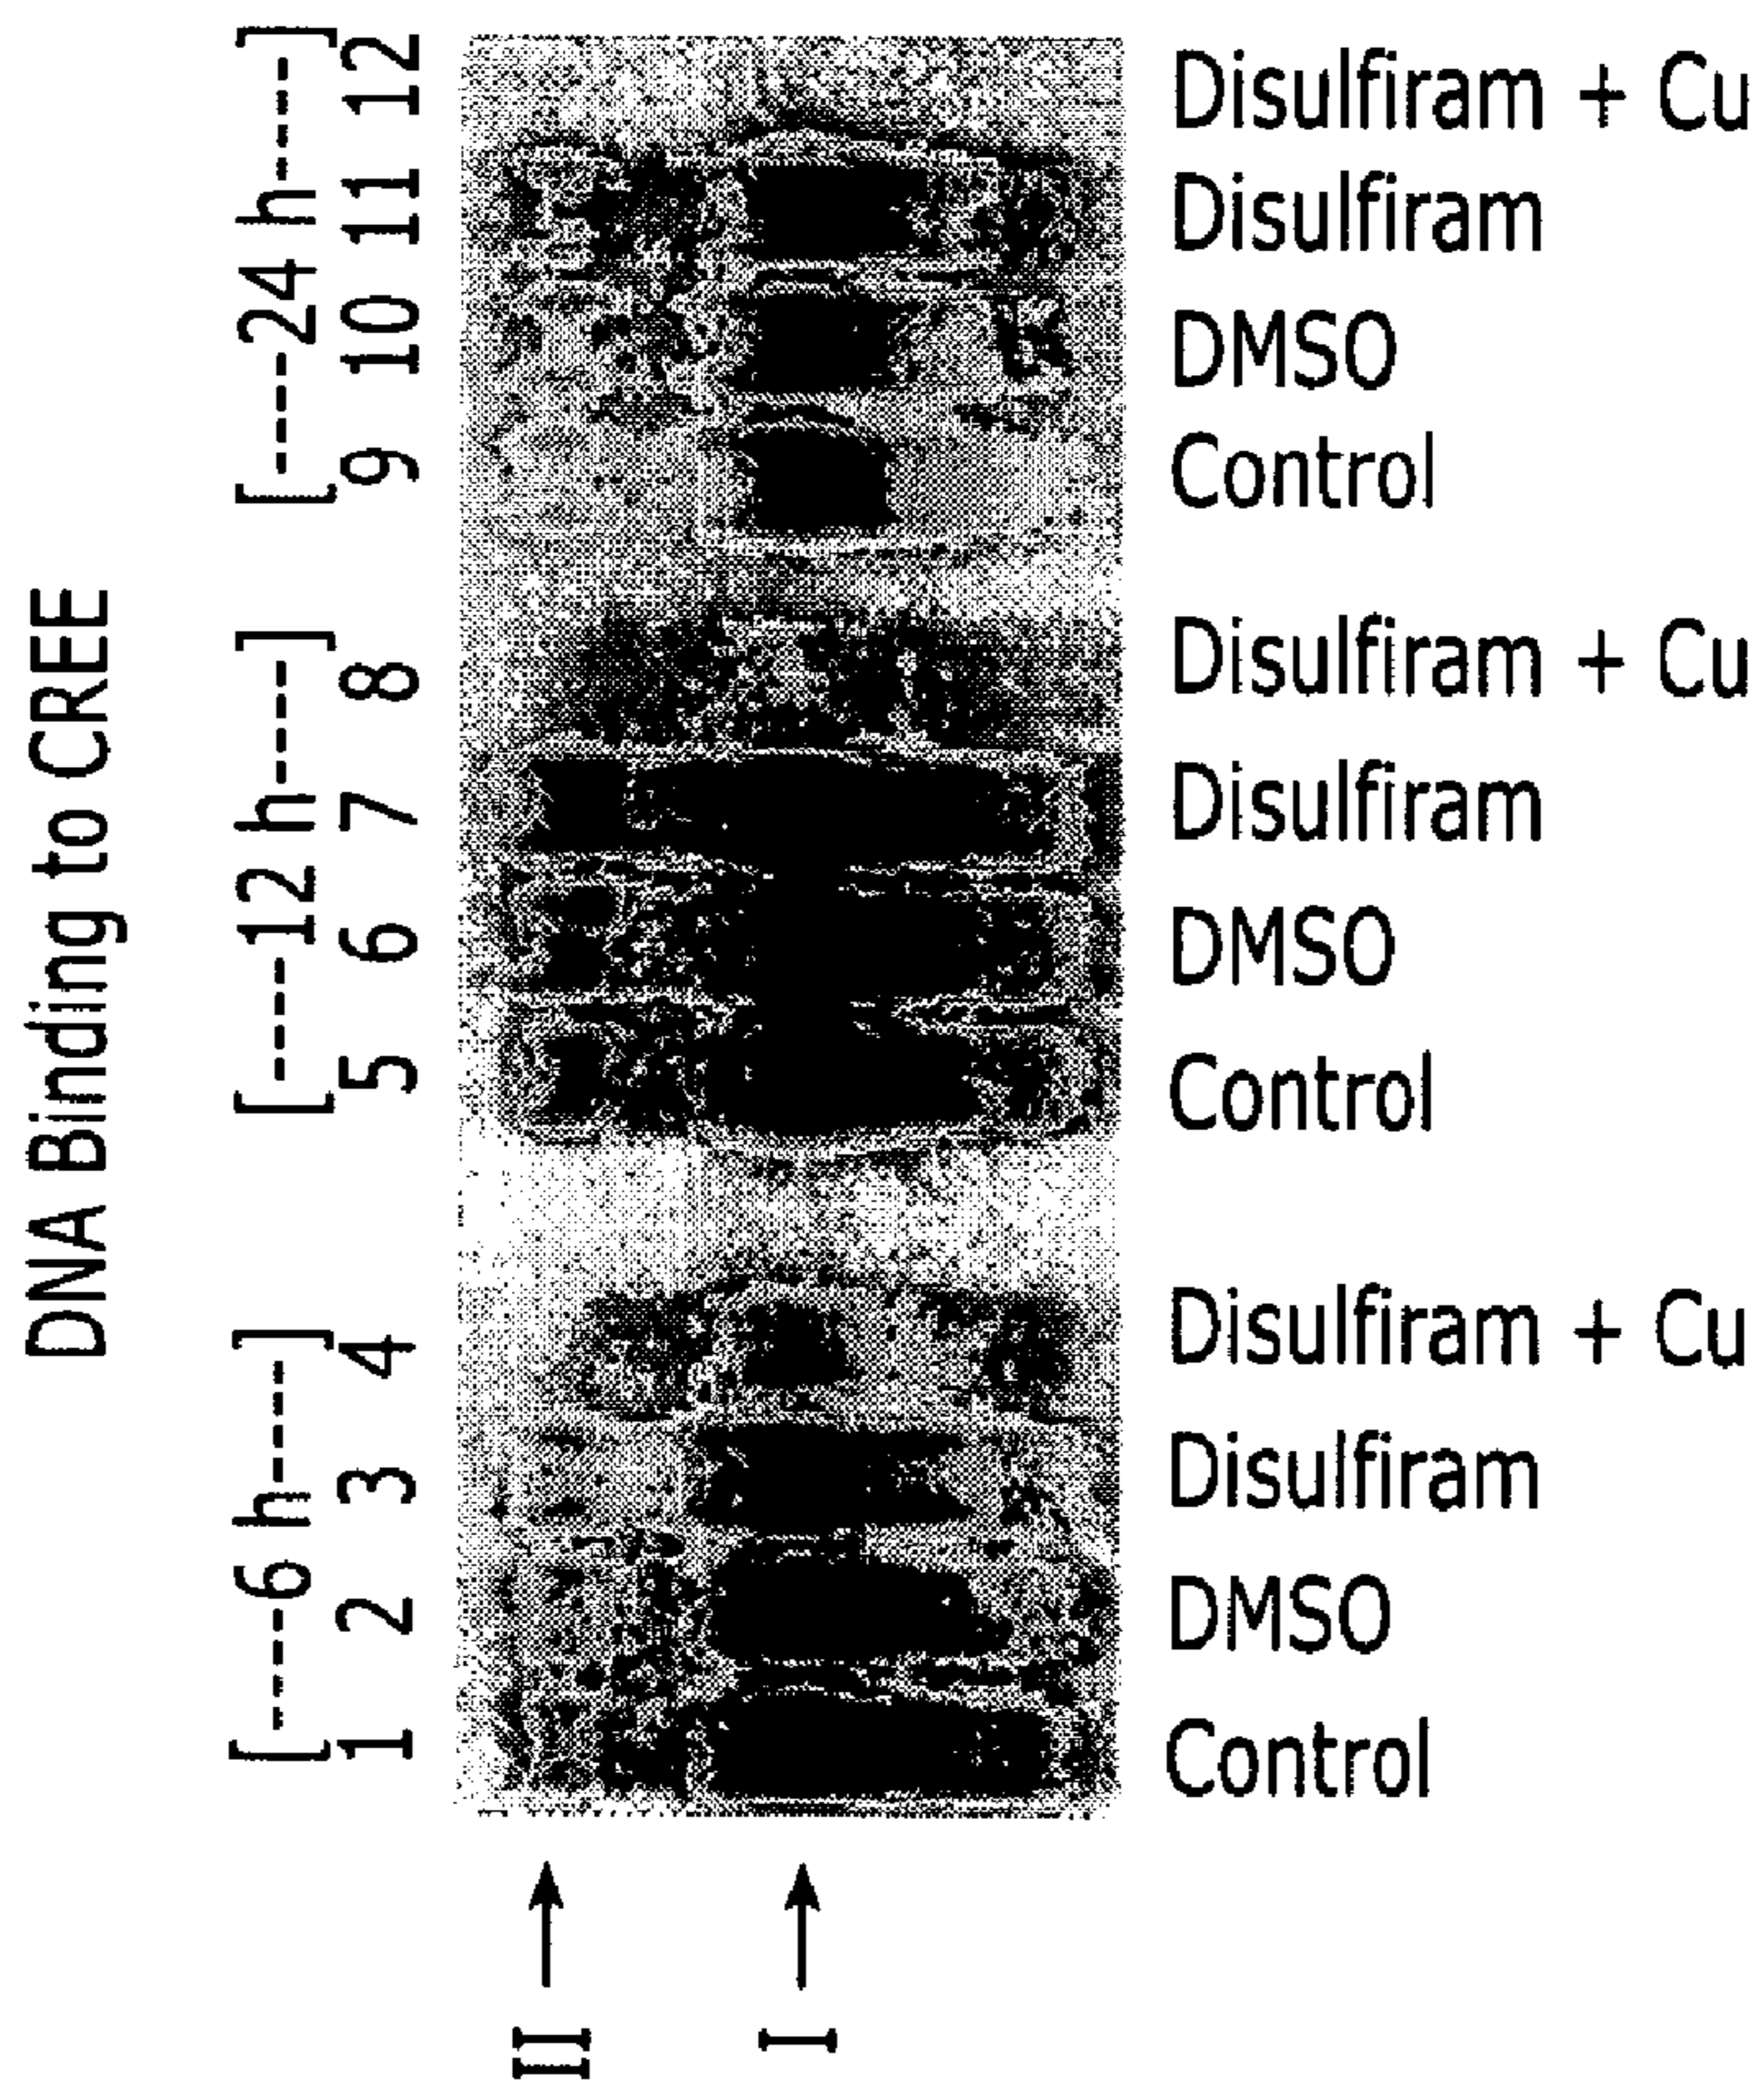 DNA Binding to CREE
[-----6 h----] [----12 h----] [-----24 h----]
1 2 3 4 5 6 7 8 9 10 11 12
II
I
Control
DMSO
Disulfiram
Disulfiram + Cu
Control
DMSO
Disulfiram
Disulfiram + Cu
Control
DMSO
Disulfiram
Disulfiram + Cu